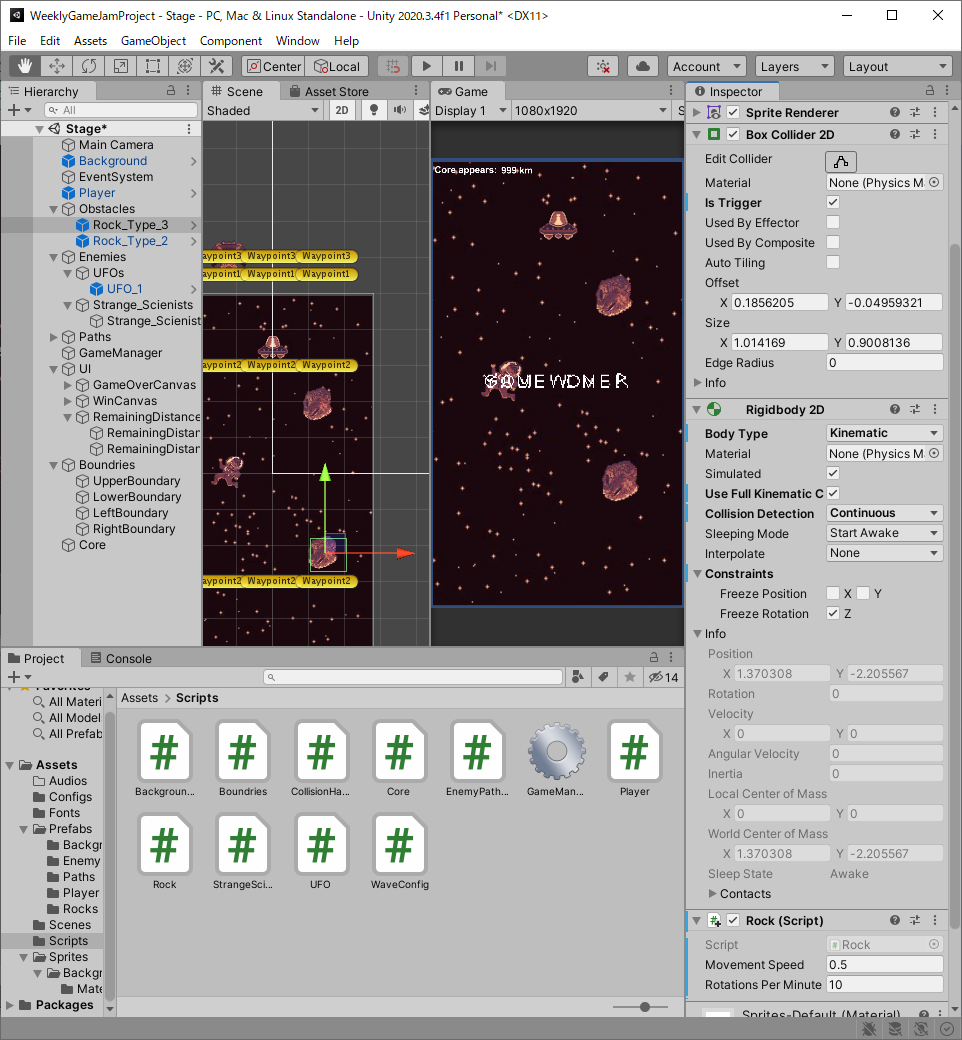 WeeklyGameJamProject - Stage - PC, Mac & Linux Standalone - Unity 2020.3.4f1 Personal* <DX11>
File Edit Assets GameObject Component Window Help
Center Local Account Layers Layout
Hierarchy
All
Stage*
Main Camera
Background
EventSystem
Player
Obstacles
Rock_Type_3
Rock_Type_2
Enemies
UFOs
UFO_1
Strange_Scientists
Strange_Scienist
Paths
GameManager
UI
GameOverCanvas
WinCanvas
RemainingDistance
RemainingDistar
RemainingDistar
Boundries
UpperBoundary
LowerBoundary
LeftBoundary
RightBoundary
Core
Scene Asset Store
Shaded 2D
waypoint3 Waypoint3 Waypoint3
waypoint1 Waypoint1 Waypoint1
Waypoint2 Waypoint2 Waypoint2
Waypoint2 Waypoint2 Waypoint2
Game
Display 1 1080x1920 S
Core appears: 999 km
Inspector
Sprite Renderer
Box Collider 2D
Edit Collider
Material None (Physics M
Is Trigger
Used By Effector
Used By Composite
Auto Tiling
Offset
X 0.1856205 Y -0.04959321
Size
X 1.014169 Y 0.9008136
Edge Radius 0
Info
Rigidbody 2D
Body Type Kinematic
Material None (Physics M
Simulated
Use Full Kinematic C
Collision Detection Continuous
Sleeping Mode Start Awake
Interpolate None
Constraints
Freeze Position X Y
Freeze Rotation Z
Info
Position
X 1.370308 Y -2.205567
Rotation 0
Velocity
X 0 Y 0
Angular Velocity 0
Inertia 0
Local Center of Mass
X 0 Y 0
World Center of Mass
X 1.370308 Y -2.205567
Sleep State Awake
Contacts
Rock (Script)
Script Rock
Movement Speed 0.5
Rotations Per Minute 10
Sprites-Default (Material)
Project Console
14
Favorites
All Materi
All Model
All Prefab
Assets
Audios
Configs
Fonts
Prefabs
Backgr
Enemy
Paths
Player
Rocks
Scenes
Scripts
Sprites
Backgr
Mate
Packages
Assets > Scripts
Backgroun... Boundries CollisionHa... Core EnemyPath... GameMan... Player
Rock StrangeSci... UFO WaveConfig